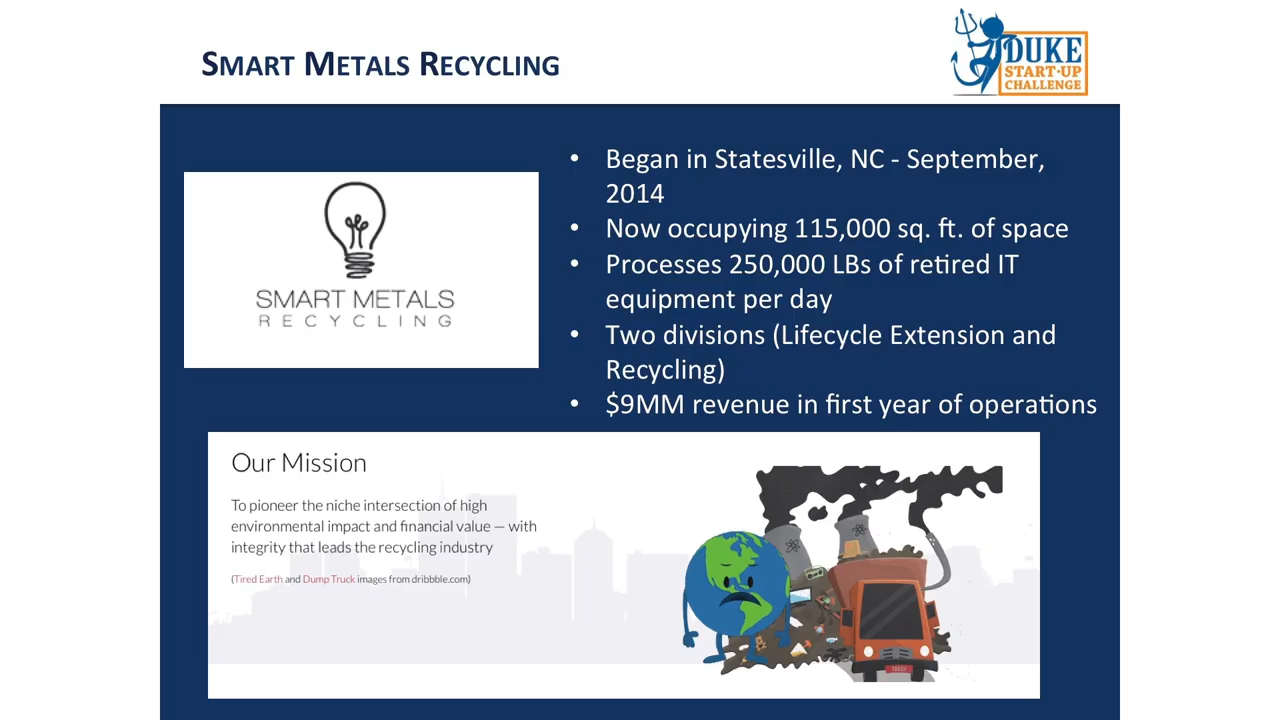 SMART METALS RECYCLING
DUKE
START·UP
CHALLENGE
SMART METALS
RECYCLING
• Began in Statesville, NC - September,
2014
• Now occupying 115,000 sq. ft. of space
• Processes 250,000 LBs of retired IT
equipment per day
• Two divisions (Lifecycle Extension and
Recycling)
• $9MM revenue in first year of operations
Our Mission
To pioneer the niche intersection of high
environmental impact and financial value — with
integrity that leads the recycling industry
(Tired Earth and Dump Truck images from dribbble.com)
TRASH